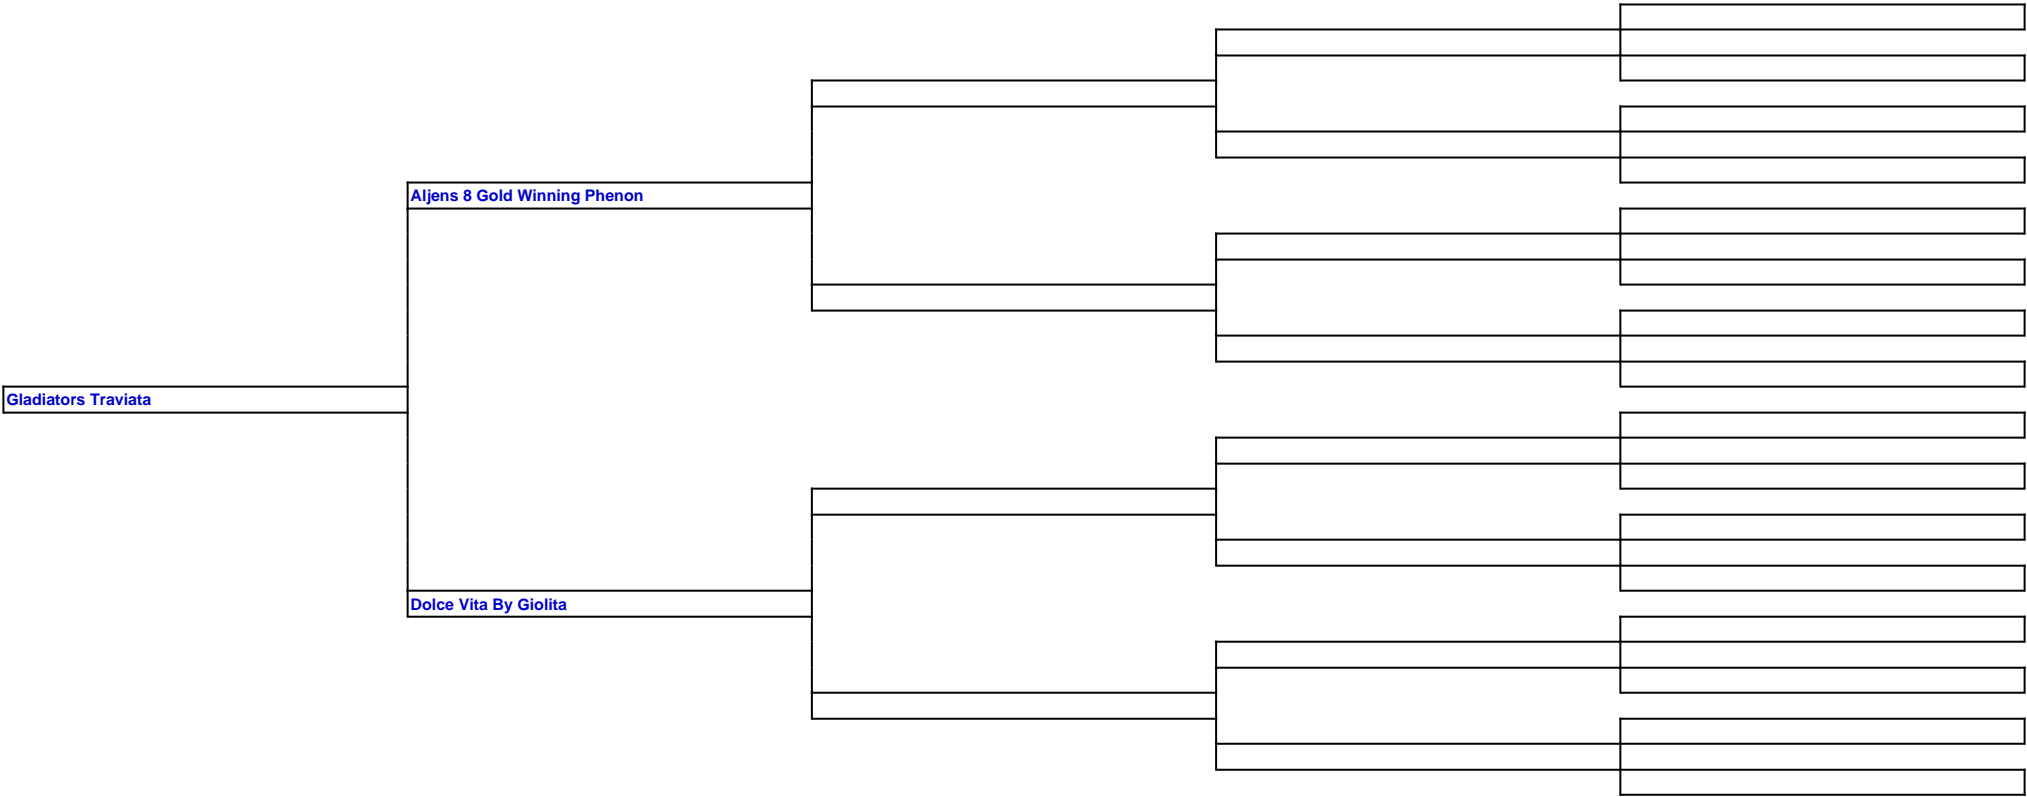 Aljens 8 Gold Winning Phenon
Gladiators Traviata
Dolce Vita By Giolita